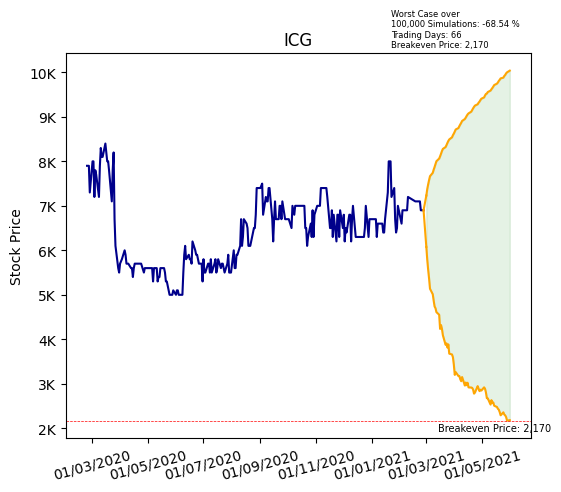 Worst Case over
100,000 Simulations: -68.54 %
Trading Days: 66
Breakeven Price: 2,170
ICG
Stock Price
10K
9K
8K
7K
6K
5K
4K
3K
2K
Breakeven Price: 2,170
01/03/2020
01/05/2020
01/07/2020
01/09/2020
01/11/2020
01/01/2021
01/03/2021
01/05/2021